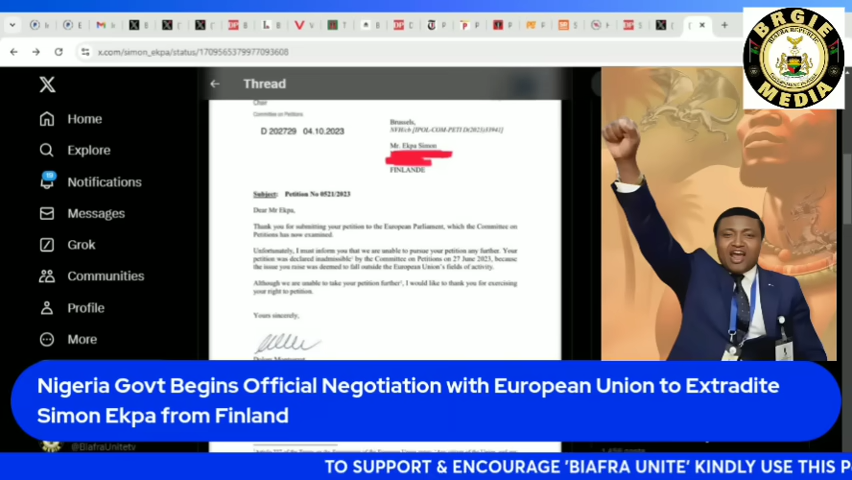 x.com/simon_ekpa/status/1709565379977093608
BRGIE
BIAFRA REPUBLIC
GOVERNMENT IN EXILE
MEDIA
Thread
Home
Explore
Notifications
Messages
Grok
Communities
Profile
More
Chair
Committee on Petitions
D 202729 04.10.2023
Brussels,
Mr. Ekpa Simon
FINLANDE
Subject: Petition No 0521/2023
Dear Mr Ekpa,
Thank you for submitting your petition to the European Parliament, which the Committee on
Petitions has now examined.
Unfortunately, I must inform you that we are unable to pursue your petition any further. Your
petition was declared inadmissible¹ by the Committee on Petitions on 27 June 2023, because
the issue you raise was deemed to fall outside the European Union's fields of activity.
Although we are unable to take your petition further², I would like to thank you for exercising
your right to petition.
Yours sincerely,
Nigeria Govt Begins Official Negotiation with European Union to Extradite
Simon Ekpa from Finland
@BiafraUnitetv
TO SUPPORT & ENCOURAGE 'BIAFRA UNITE' KINDLY USE THIS P